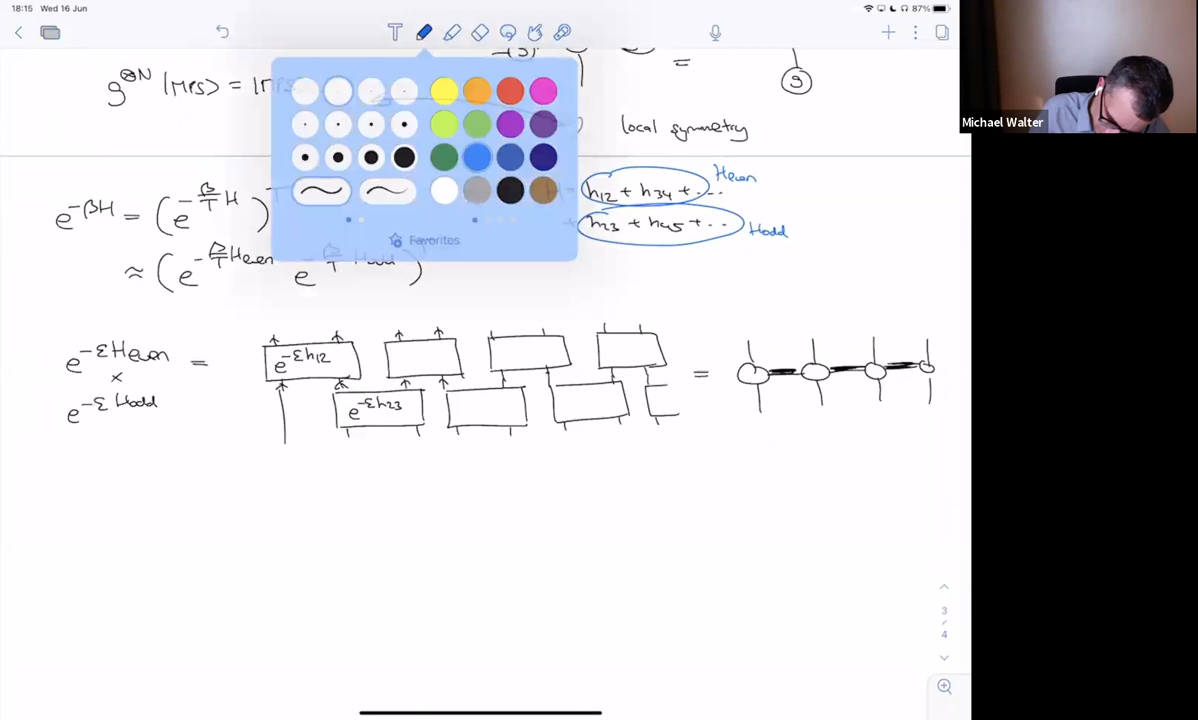 18:15 Wed 16 Jun
87%
=
g
g^{⊗N} |MPS⟩ = |MPS
local symmetry
Michael Walter
e^{-βH} = (e^{-β/T H})
h12 + h34 + ... Heven
h23 + h45 + ... Hodd
≈ (e^{-β/T Heven} e^{-β/T Hodd})
Favorites
e^{-εHeven} =
×
e^{-εHodd}
e^{-εh12}
e^{-εh23}
=
3
/
4